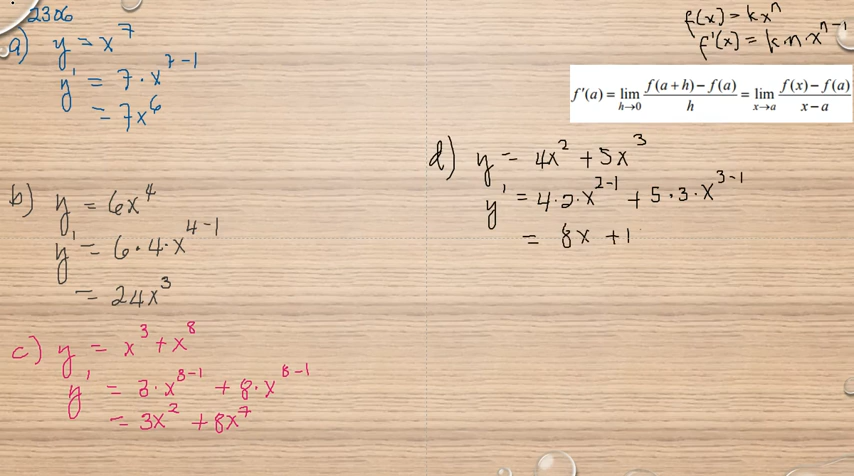 2306
a) y = x^7
y' = 7·x^{7-1}
= 7x^6
b) y = 6x^4
y' = 6·4·x^{4-1}
= 24x^3
c) y = x^3 + x^8
y' = 3·x^{8-1} + 8·x^{8-1}
= 3x^2 + 8x^7
f(x) = kx^n
f'(x) = k·n·x^{n-1}
f'(a) = lim_{h→0} (f(a+h) − f(a))/h = lim_{x→a} (f(x) − f(a))/(x − a)
d) y = 4x^2 + 5x^3
y' = 4·2·x^{2-1} + 5·3·x^{3-1}
= 8x + 1